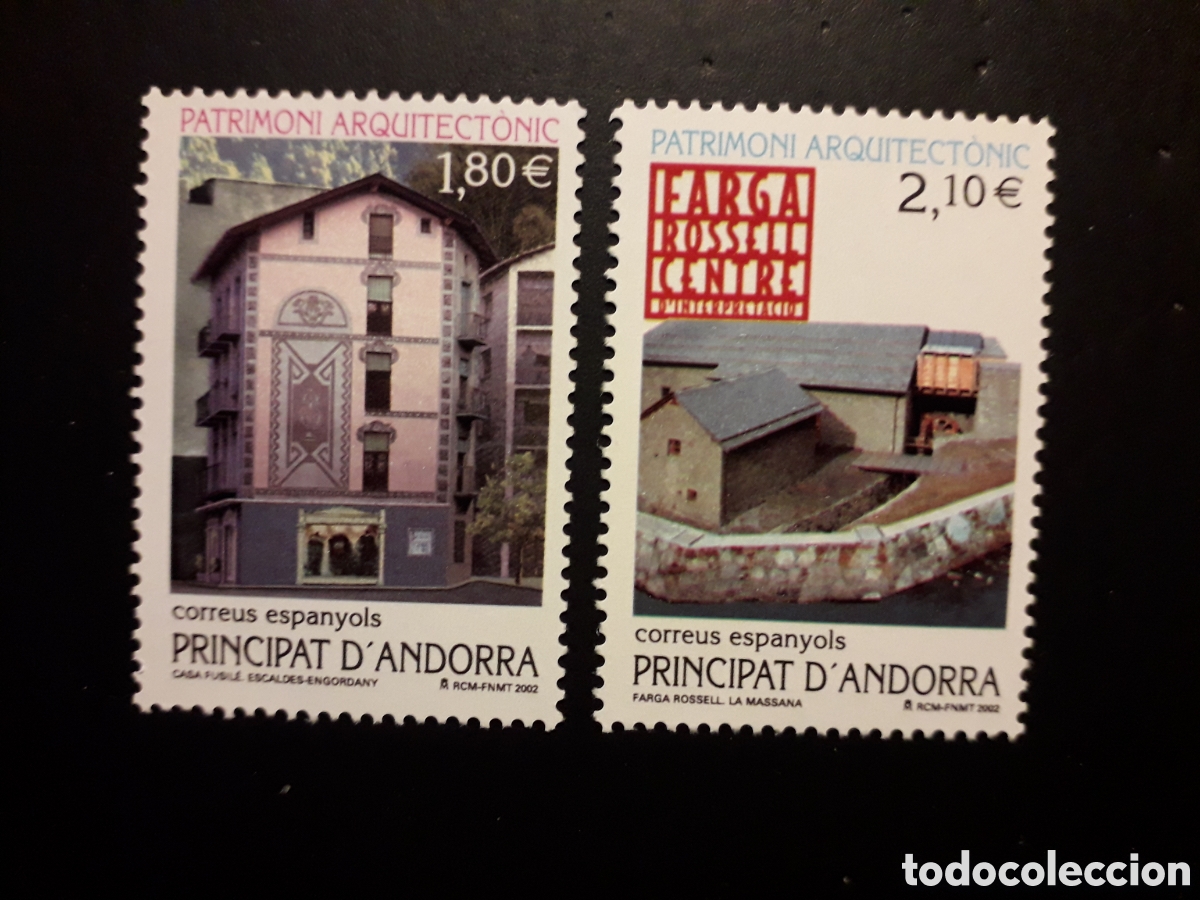 PATRIMONI ARQUITECTÒNIC
1,80€
correus espanyols
PRINCIPAT D´ANDORRA
CASA FUSILÉ. ESCALDES-ENGORDANY
RCM-FNMT 2002
PATRIMONI ARQUITECTÒNIC
2,10€
FARGA
ROSSELL
CENTRE
D'INTERPRETACIÓ
correus espanyols
PRINCIPAT D´ANDORRA
FARGA ROSSELL. LA MASSANA
RCM-FNMT 2002
todocoleccion